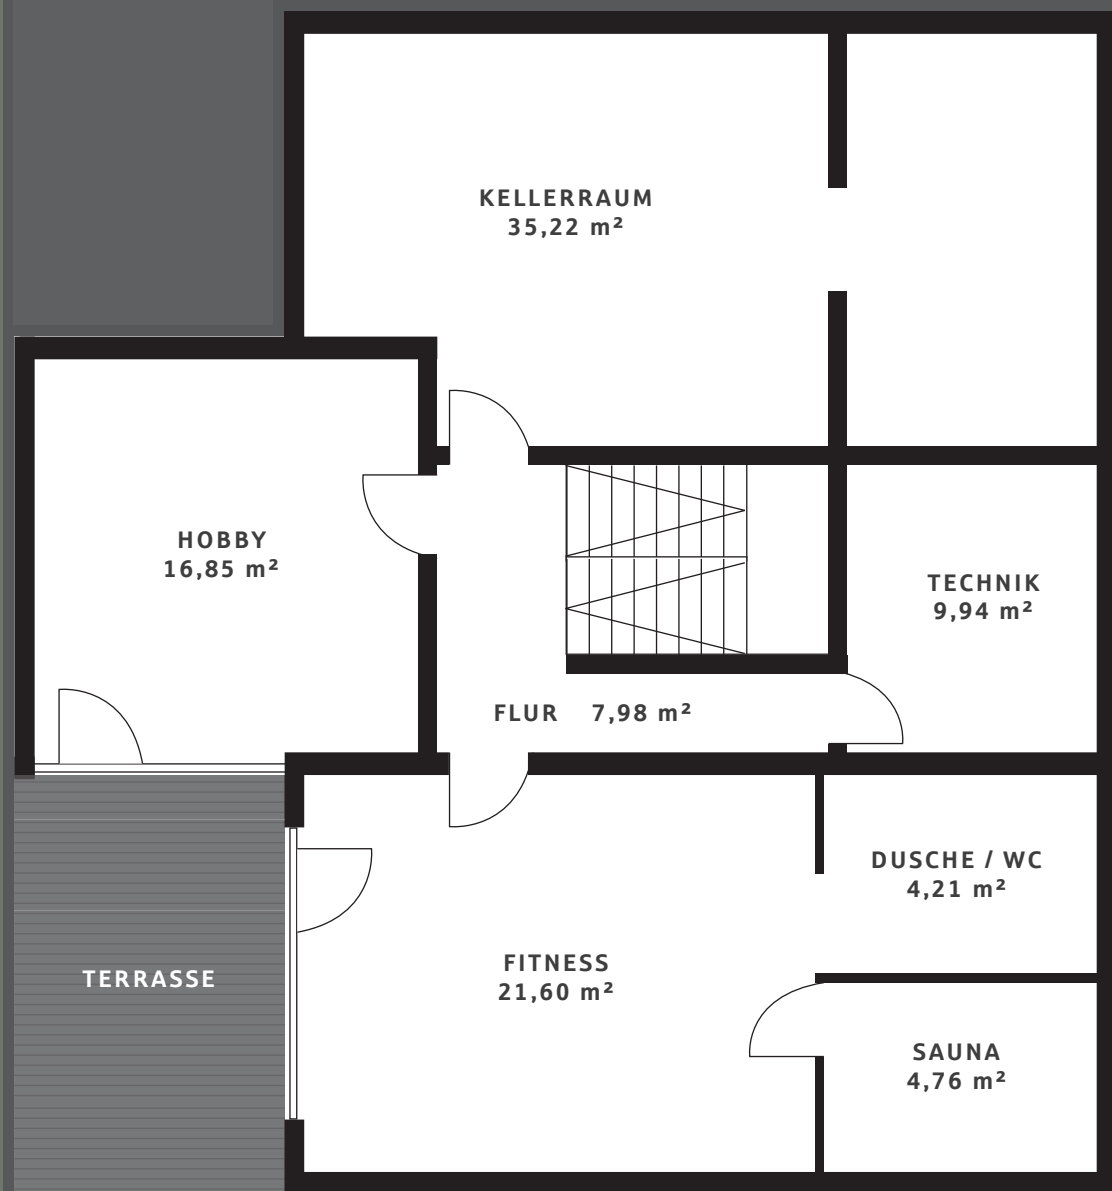 KELLERRAUM
35,22 m²
HOBBY
16,85 m²
TECHNIK
9,94 m²
FLUR 7,98 m²
DUSCHE / WC
4,21 m²
FITNESS
21,60 m²
TERRASSE
SAUNA
4,76 m²